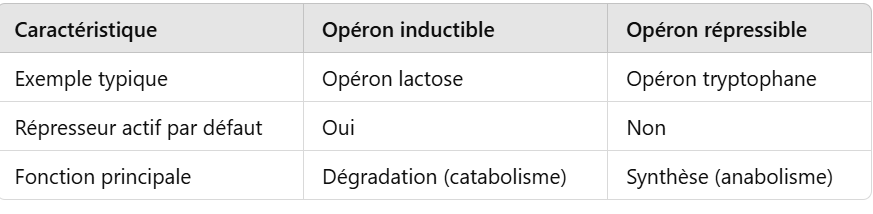 Caractéristique Opéron inductible Opéron répressible
Exemple typique Opéron lactose Opéron tryptophane
Répresseur actif par défaut Oui Non
Fonction principale Dégradation (catabolisme) Synthèse (anabolisme)